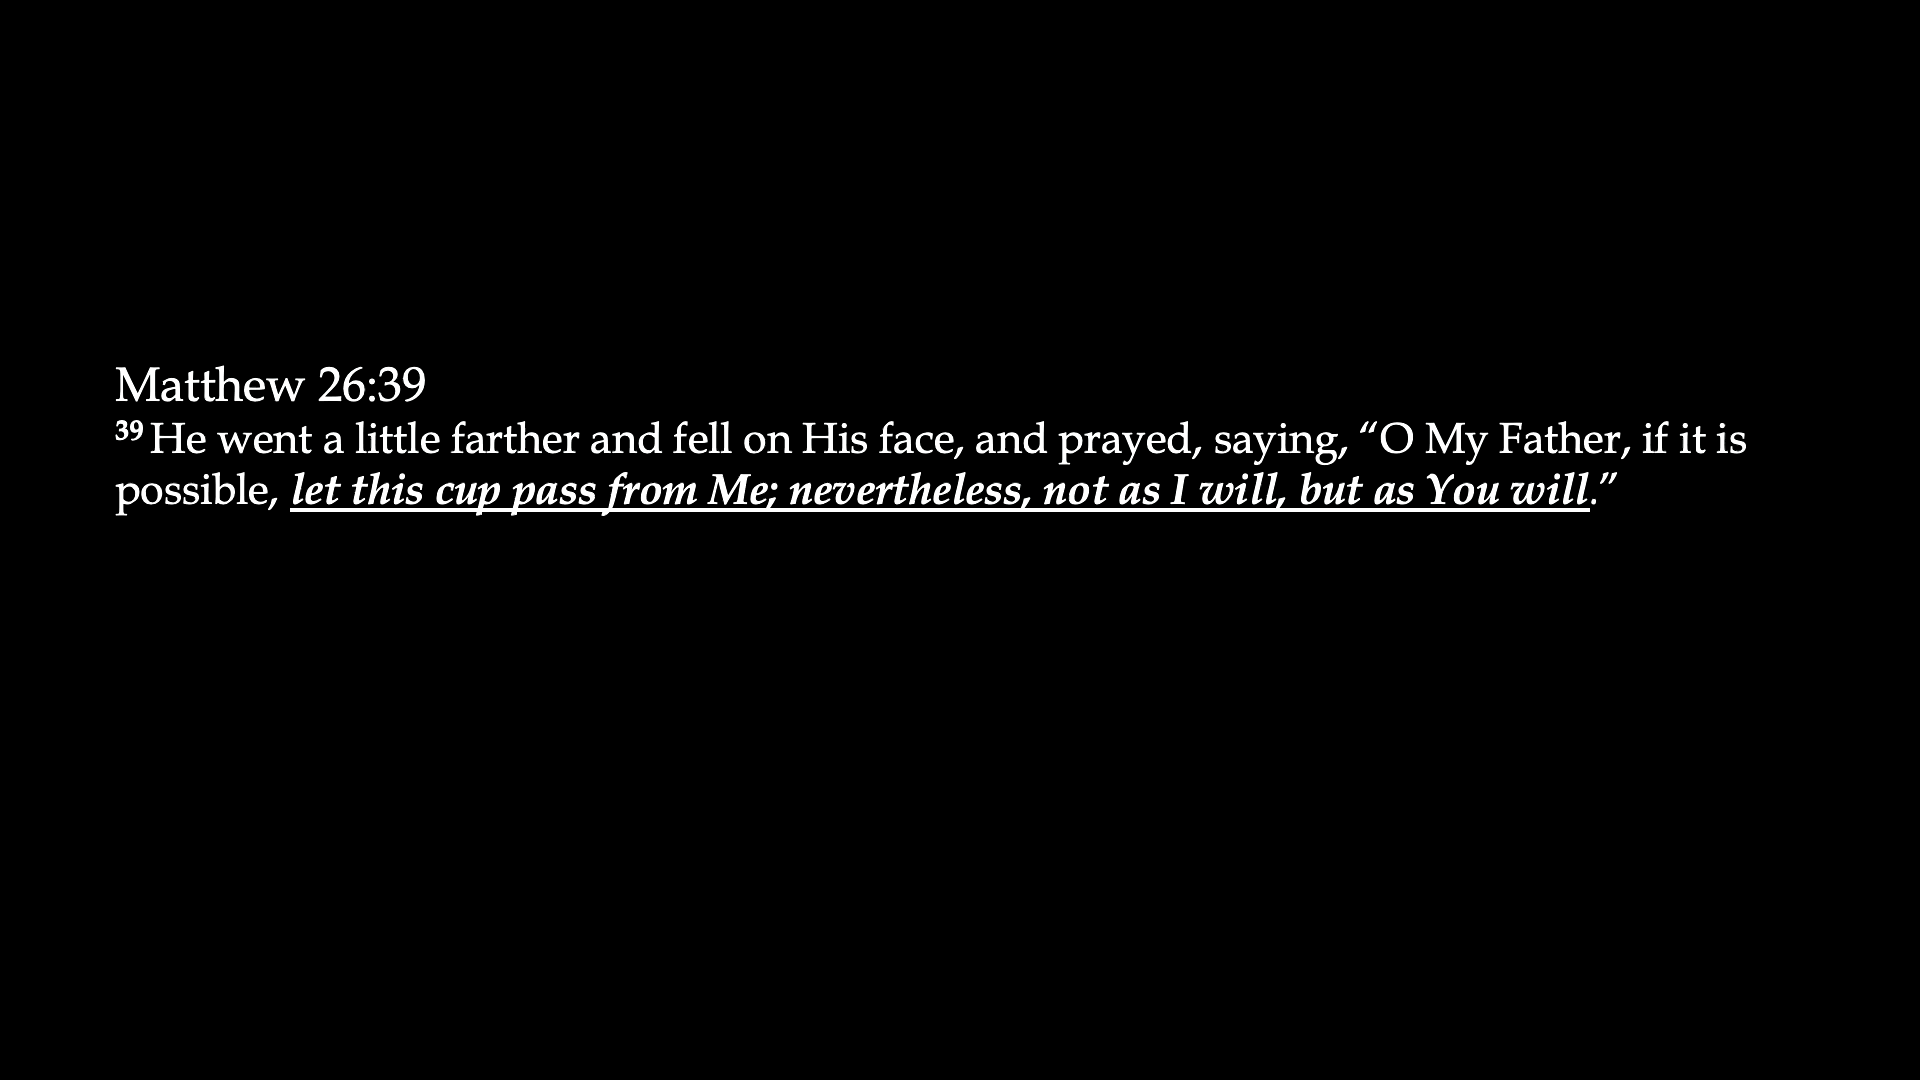 Matthew 26:39
39 He went a little farther and fell on His face, and prayed, saying, “O My Father, if it is
possible, let this cup pass from Me; nevertheless, not as I will, but as You will.”